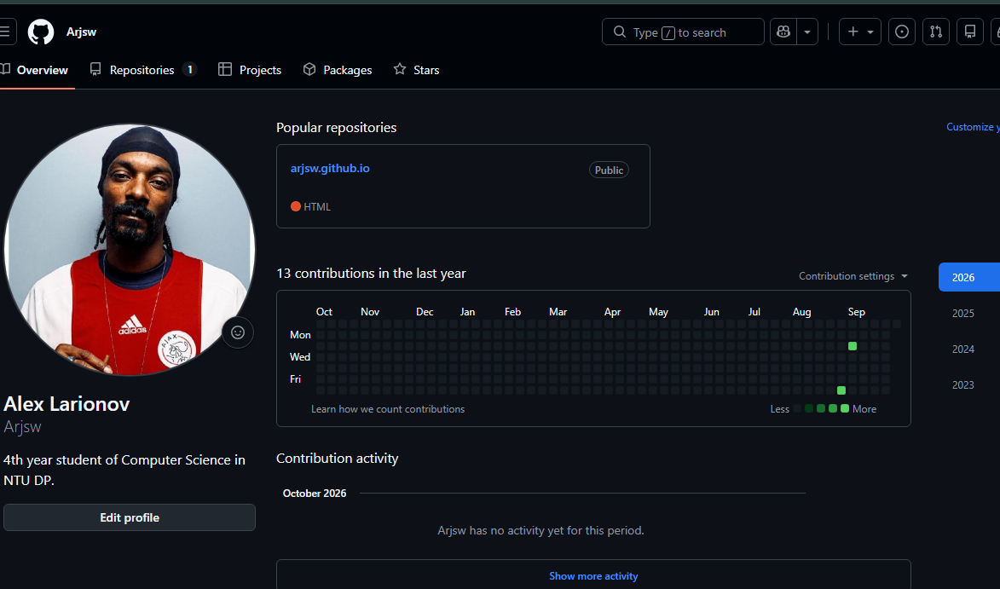 Arjsw
Type / to search
Overview
Repositories 1
Projects
Packages
Stars
Popular repositories
Customize y
arjsw.github.io
Public
HTML
13 contributions in the last year
Contribution settings
2026
2025
2024
2023
Oct Nov Dec Jan Feb Mar Apr May Jun Jul Aug Sep
Mon
Wed
Fri
Learn how we count contributions
Less More
adidas
AJAX
Alex Larionov
Arjsw
4th year student of Computer Science in
NTU DP.
Edit profile
Contribution activity
October 2026
Arjsw has no activity yet for this period.
Show more activity